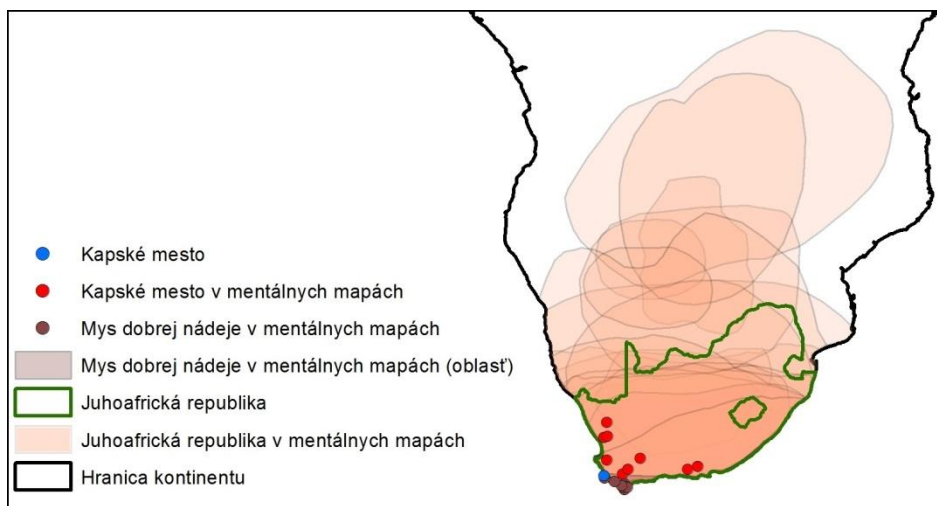 Kapské mesto
Kapské mesto v mentálnych mapách
Mys dobrej nádeje v mentálnych mapách
Mys dobrej nádeje v mentálnych mapách (oblasť)
Juhoafrická republika
Juhoafrická republika v mentálnych mapách
Hranica kontinentu